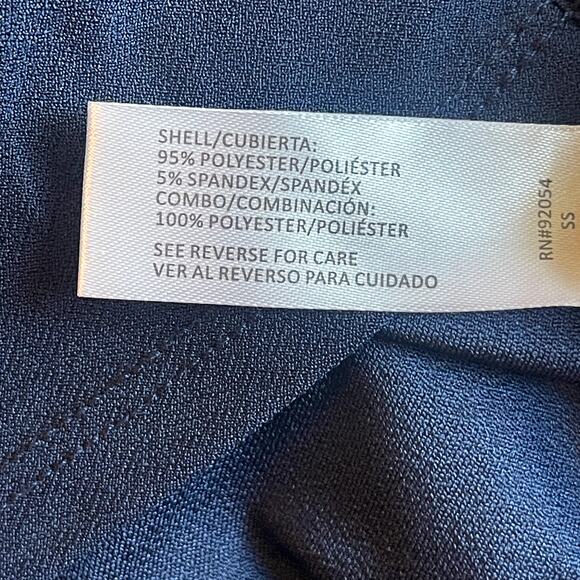 SHELL/CUBIERTA:
95% POLYESTER/POLIÉSTER
5% SPANDEX/SPANDÉX
COMBO/COMBINACIÓN:
100% POLYESTER/POLIÉSTER
SEE REVERSE FOR CARE
VER AL REVERSO PARA CUIDADO
RN#92054
SS